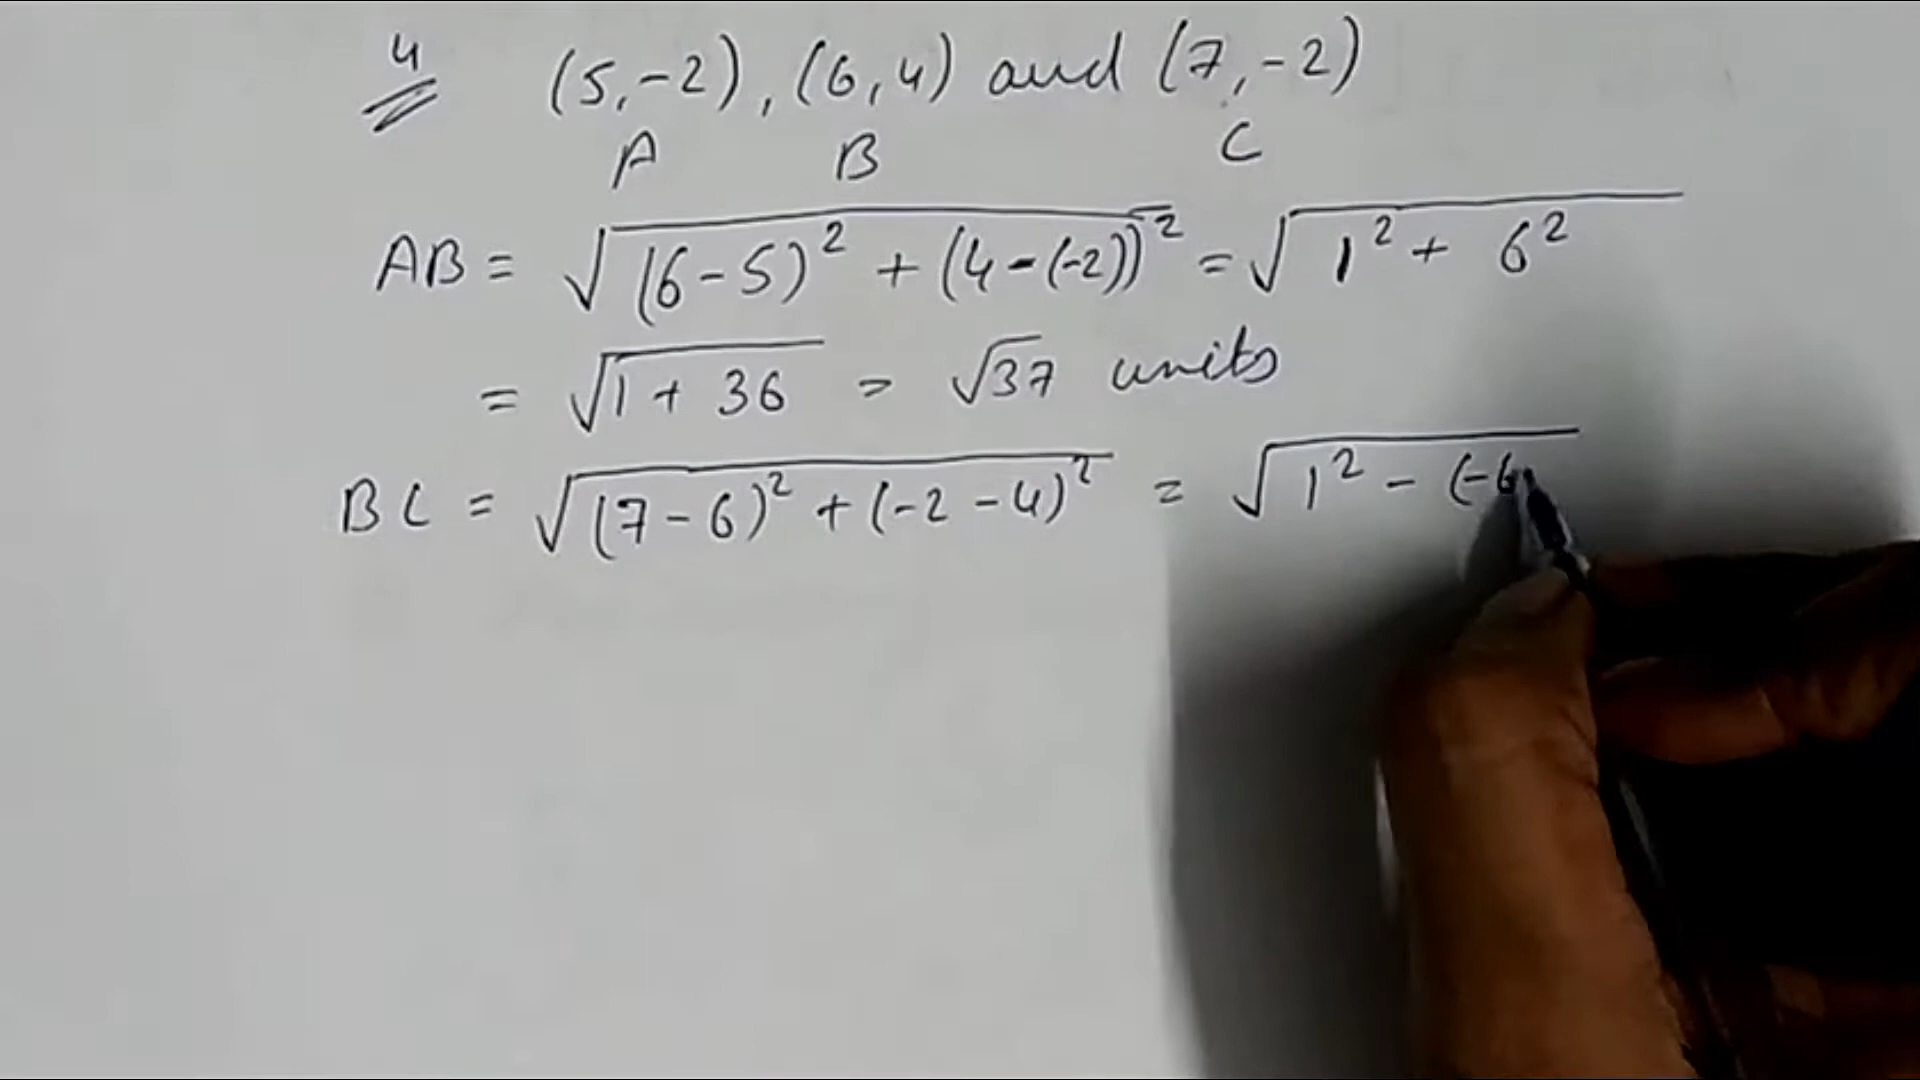 4 (5,-2), (6,4) and (7,-2)
A B C
AB = √((6-5)² + (4-(-2))²) = √(1² + 6²)
= √(1 + 36) = √37 units
BC = √((7-6)² + (-2-4)²) = √(1² - (-6